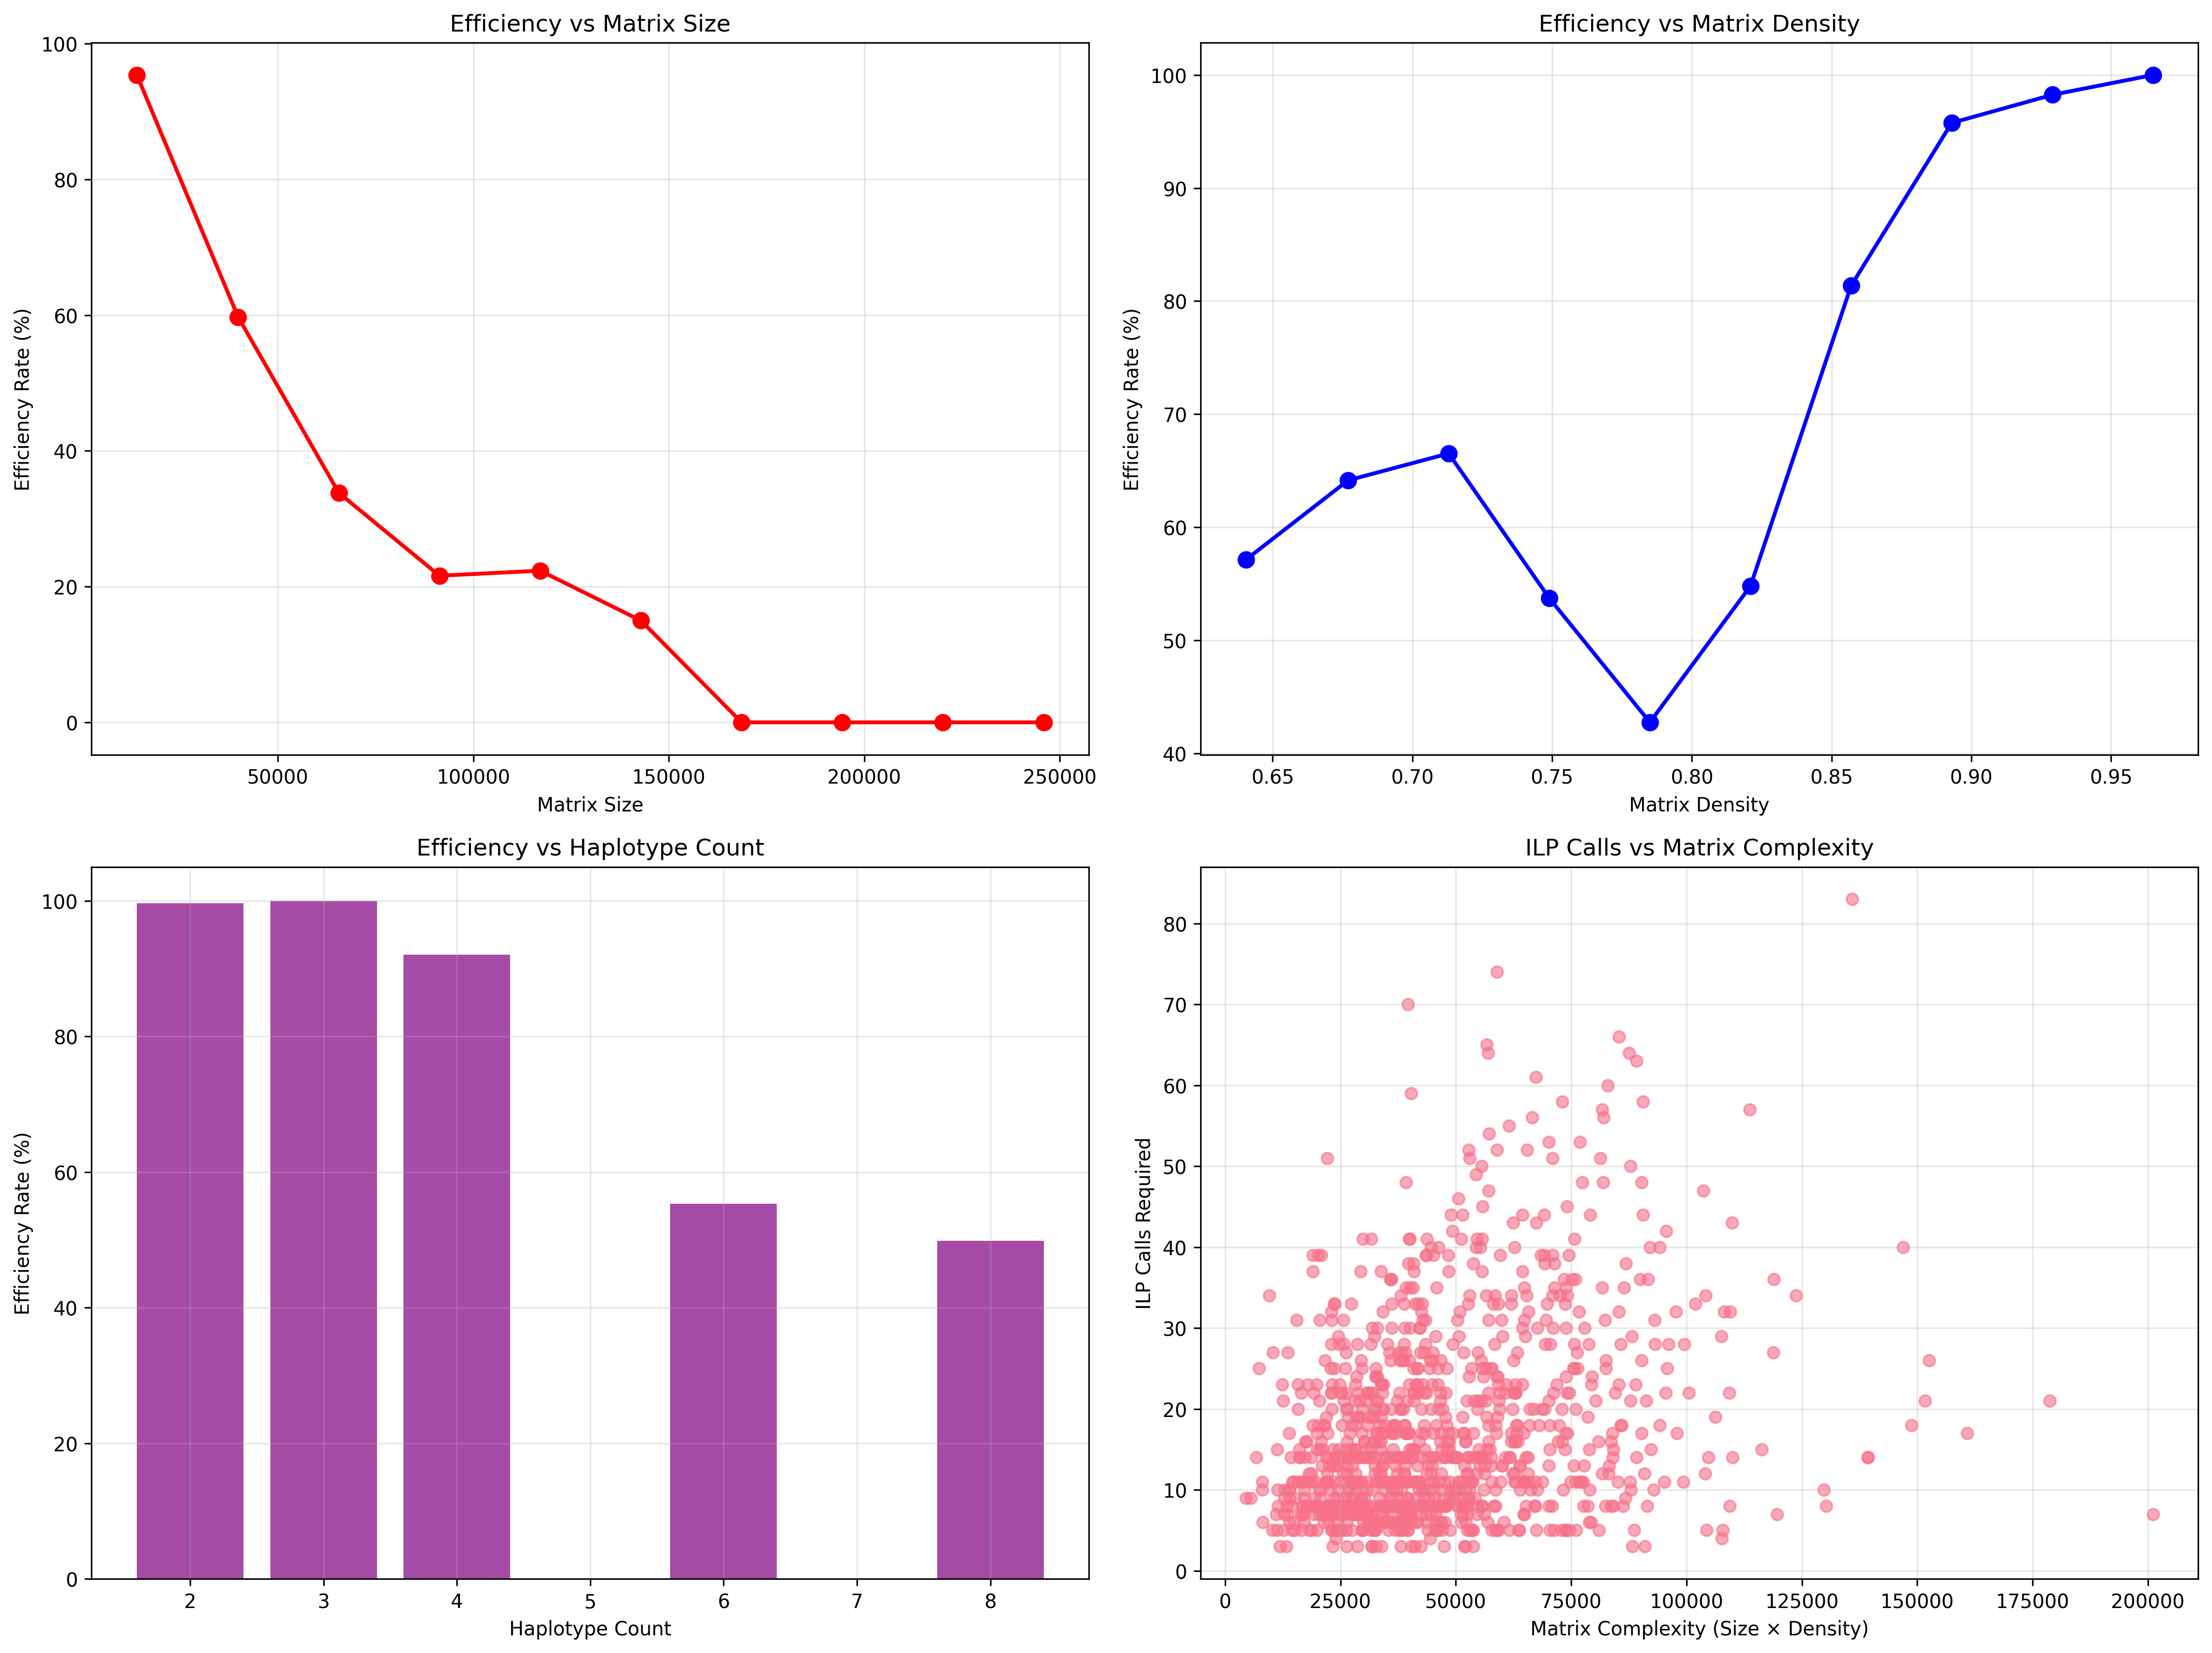 Efficiency vs Matrix Size
Efficiency Rate (%)
100
80
60
40
20
0
50000 100000 150000 200000 250000
Matrix Size
Efficiency vs Matrix Density
Efficiency Rate (%)
100
90
80
70
60
50
40
0.65 0.70 0.75 0.80 0.85 0.90 0.95
Matrix Density
Efficiency vs Haplotype Count
Efficiency Rate (%)
100
80
60
40
20
0
2 3 4 5 6 7 8
Haplotype Count
ILP Calls vs Matrix Complexity
ILP Calls Required
80
70
60
50
40
30
20
10
0
0 25000 50000 75000 100000 125000 150000 175000 200000
Matrix Complexity (Size × Density)